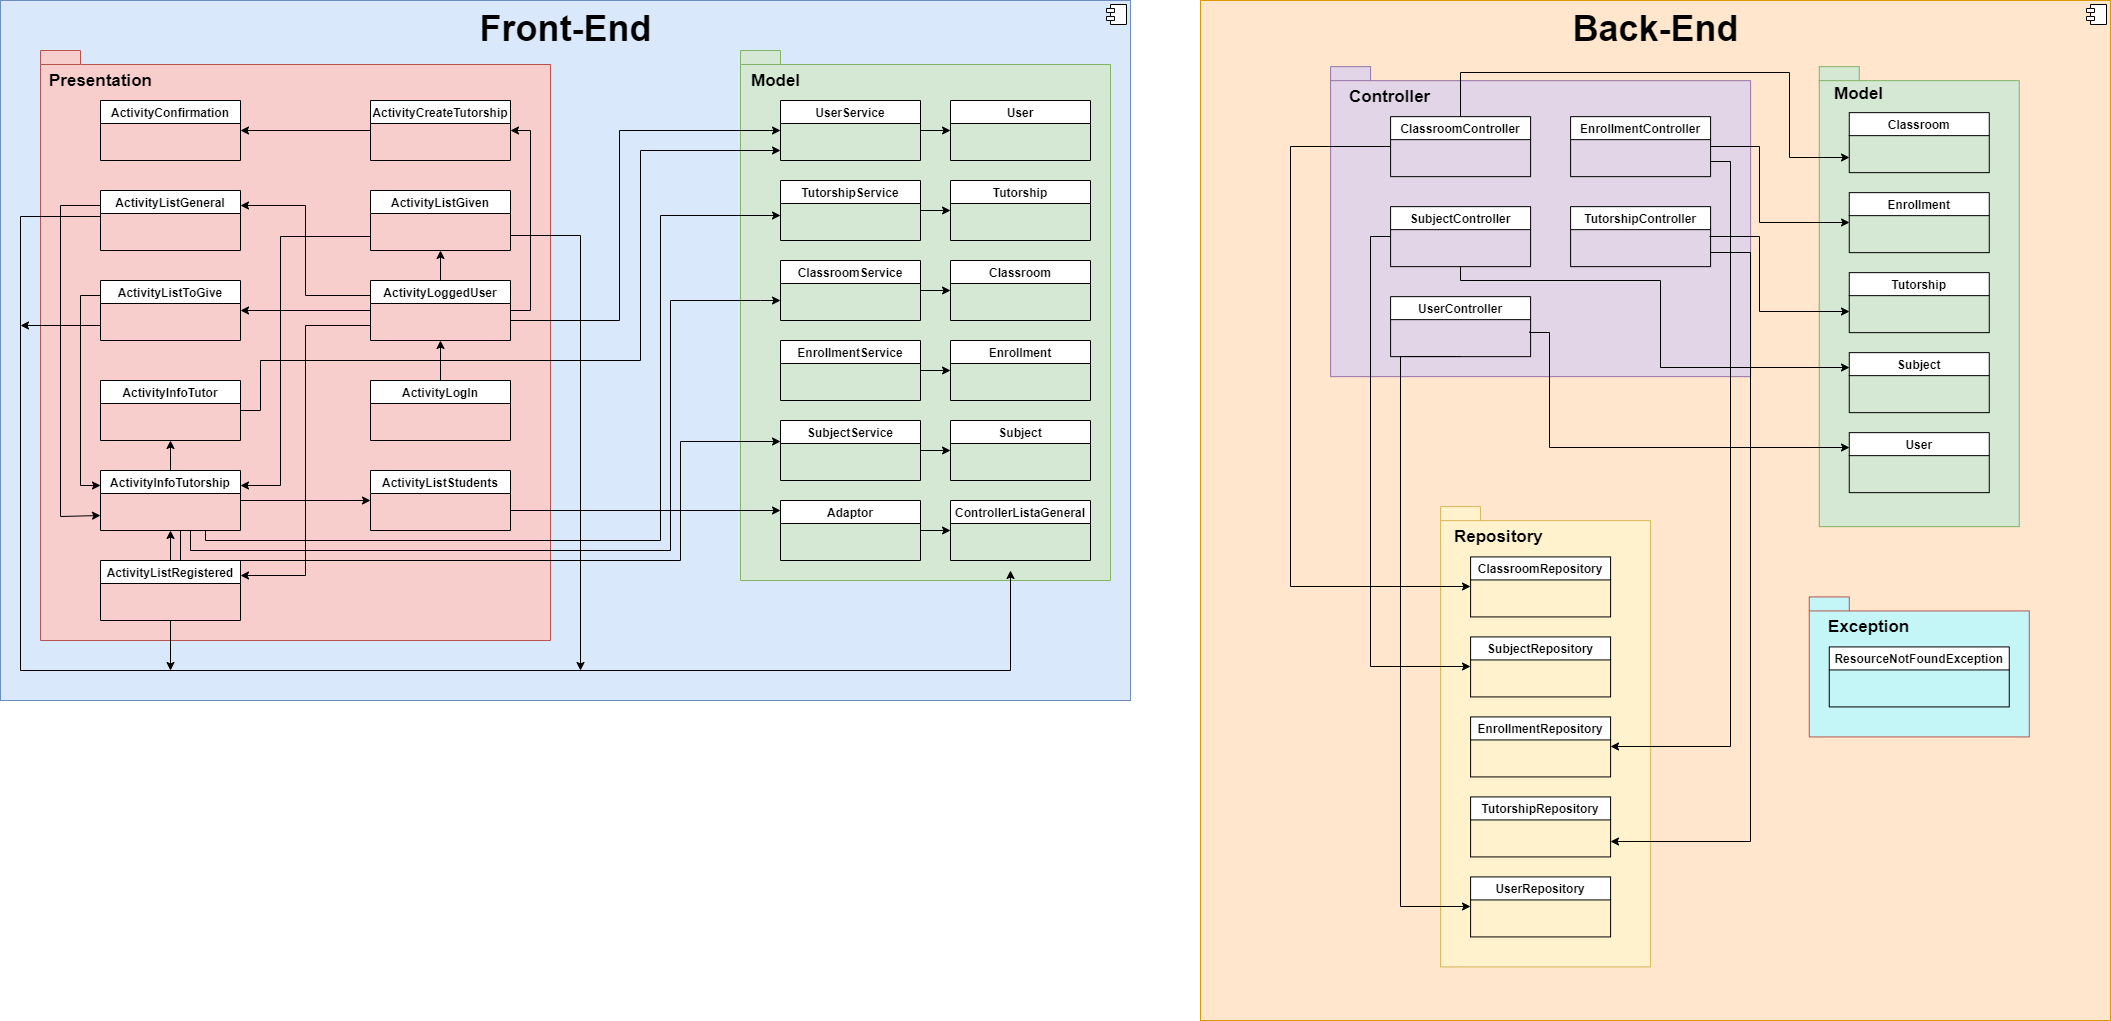 Front-End
Presentation
ActivityConfirmation
ActivityCreateTutorship
ActivityListGeneral
ActivityListGiven
ActivityListToGive
ActivityLoggedUser
ActivityInfoTutor
ActivityLogIn
ActivityInfoTutorship
ActivityListStudents
ActivityListRegistered
Model
UserService
User
TutorshipService
Tutorship
ClassroomService
Classroom
EnrollmentService
Enrollment
SubjectService
Subject
Adaptor
ControllerListaGeneral
Back-End
Controller
ClassroomController
EnrollmentController
SubjectController
TutorshipController
UserController
Model
Classroom
Enrollment
Tutorship
Subject
User
Repository
ClassroomRepository
SubjectRepository
EnrollmentRepository
TutorshipRepository
UserRepository
Exception
ResourceNotFoundException